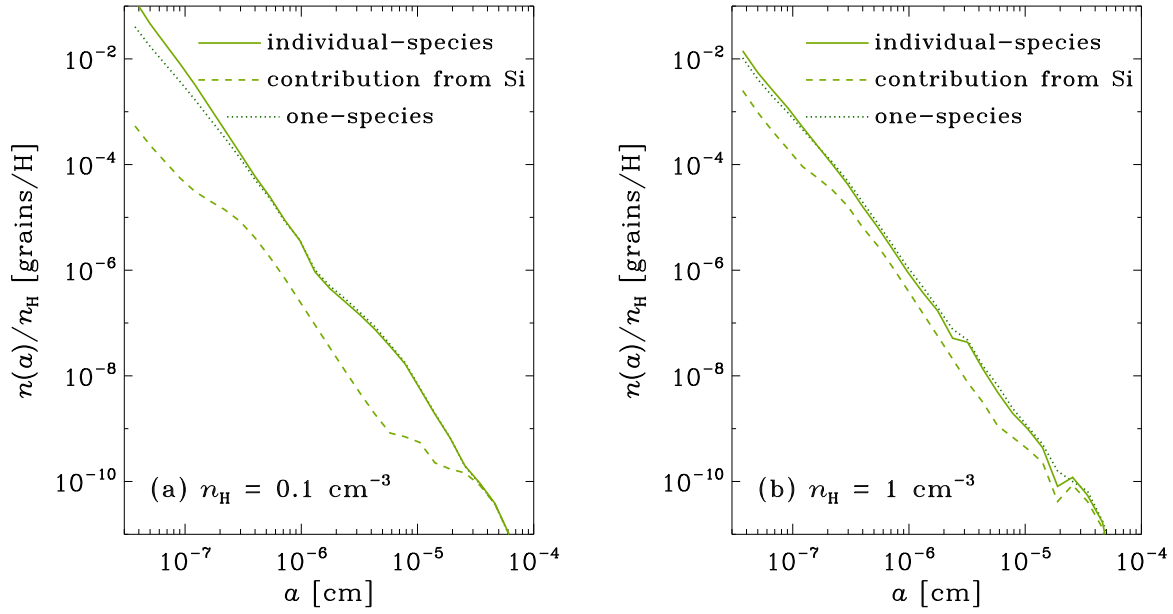 individual−species
contribution from Si
one−species
10⁻²
10⁻⁴
10⁻⁶
10⁻⁸
10⁻¹⁰
n(a)/n_H [grains/H]
(a) n_H = 0.1 cm⁻³
10⁻⁷ 10⁻⁶ 10⁻⁵ 10⁻⁴
a [cm]
individual−species
contribution from Si
one−species
10⁻²
10⁻⁴
10⁻⁶
10⁻⁸
10⁻¹⁰
n(a)/n_H [grains/H]
(b) n_H = 1 cm⁻³
10⁻⁷ 10⁻⁶ 10⁻⁵ 10⁻⁴
a [cm]